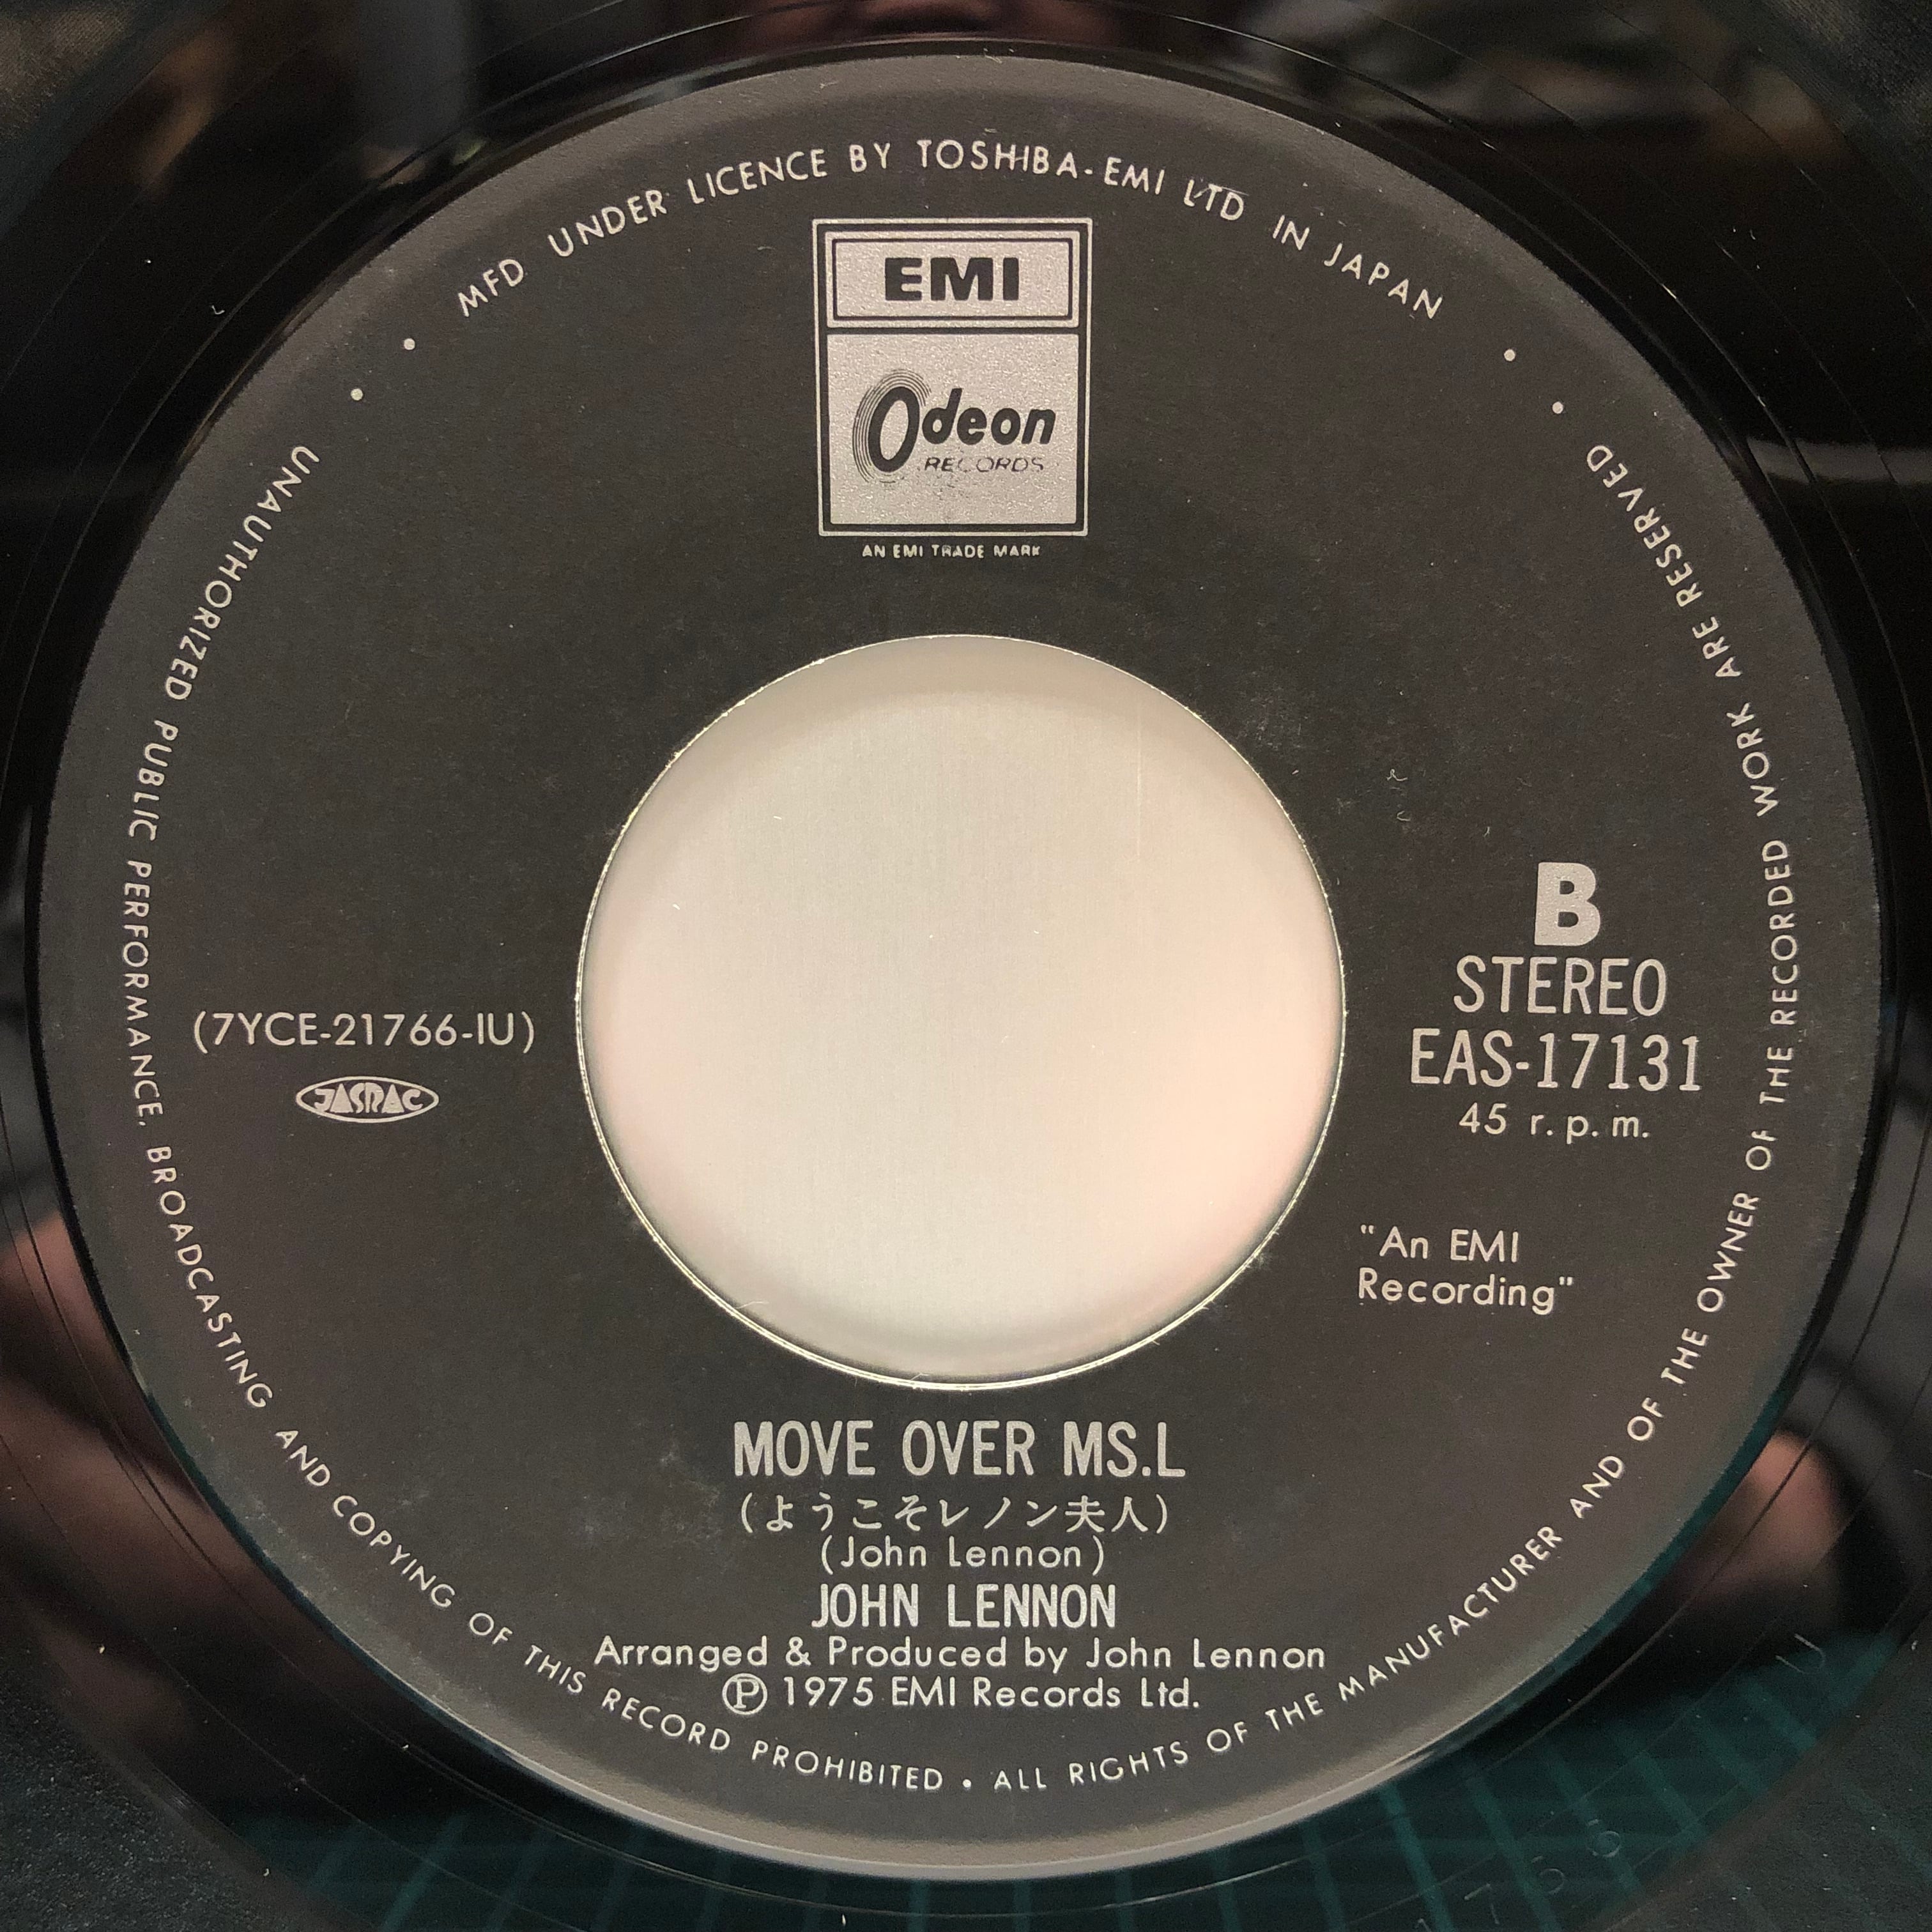 MFD UNDER LICENCE BY TOSHIBA-EMI LTD IN JAPAN
EMI
Odeon
RECORDS
AN EMI TRADE MARK
B
STEREO
EAS-17131
45 r.p.m.
(7YCE-21766-IU)
JASRAC
"An EMI
Recording"
MOVE OVER MS.L
(ようこそレノン夫人)
(John Lennon)
JOHN LENNON
Arranged & Produced by John Lennon
Ⓟ 1975 EMI Records Ltd.
UNAUTHORIZED PUBLIC PERFORMANCE, BROADCASTING AND COPYING OF THIS RECORD PROHIBITED • ALL RIGHTS OF THE MANUFACTURER AND OF THE OWNER OF THE RECORDED WORK ARE RESERVED